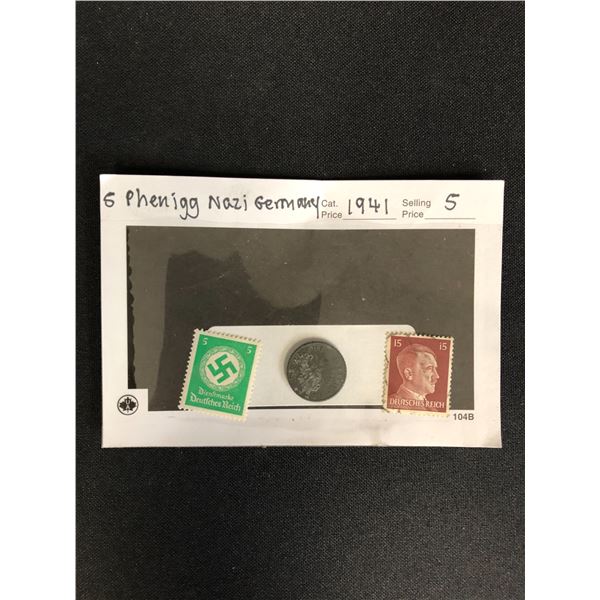 5 Phenigg Nazi Germany Cat. Price 1941 Selling Price 5
5 5
Dienstmarke
Deutsches Reich
15 15
DEUTSCHES REICH
104B